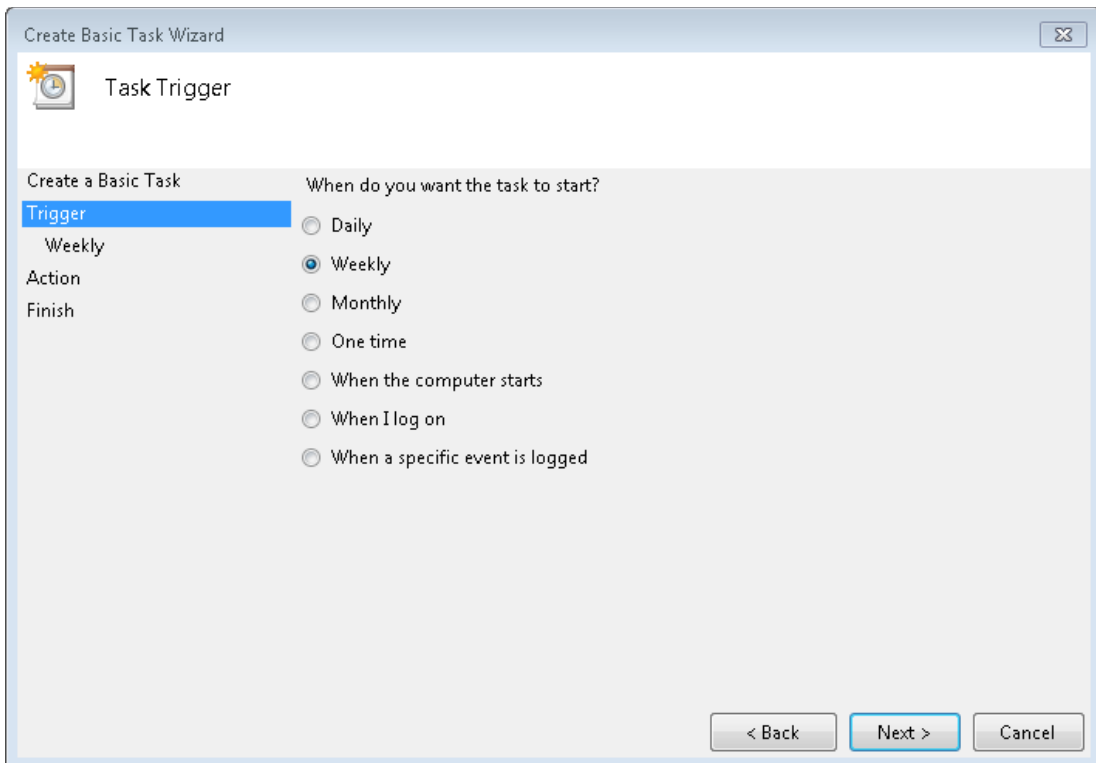 Create Basic Task Wizard
Task Trigger
Create a Basic Task
Trigger
Weekly
Action
Finish
When do you want the task to start?
Daily
Weekly
Monthly
One time
When the computer starts
When I log on
When a specific event is logged
< Back
Next >
Cancel